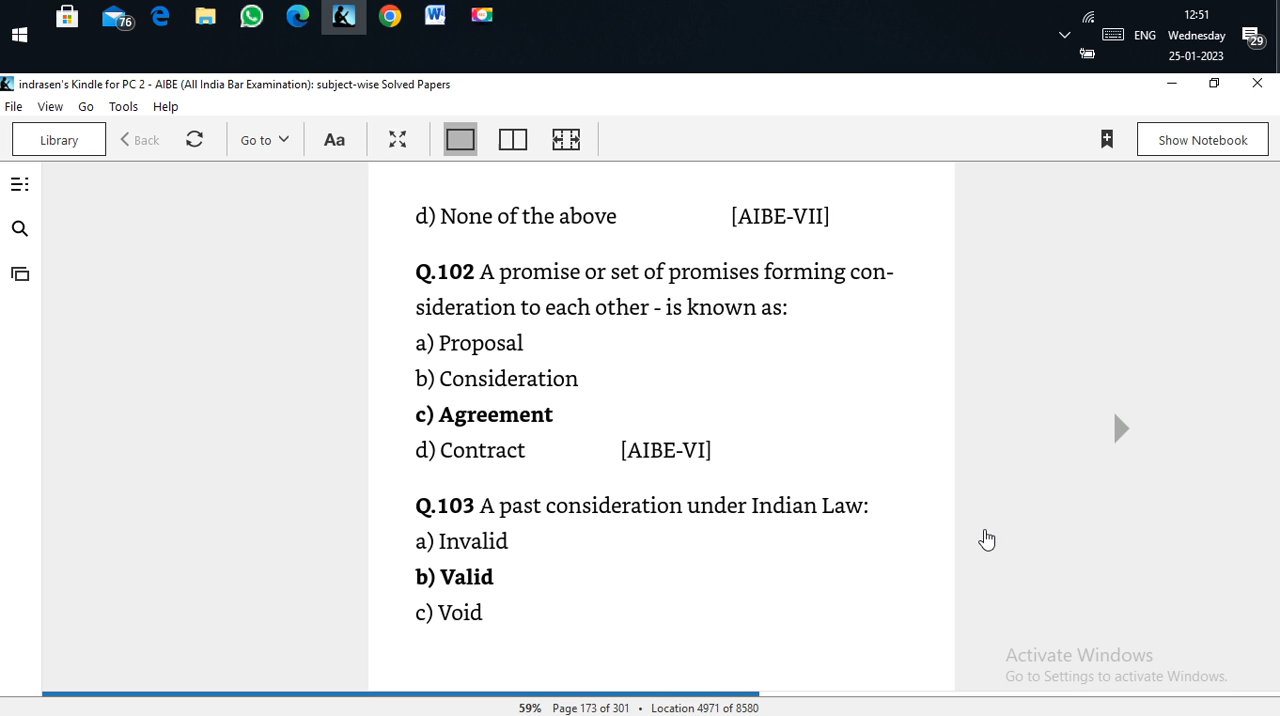 76
12:51
ENG Wednesday
29
25-01-2023
indrasen's Kindle for PC 2 - AIBE (All India Bar Examination): subject-wise Solved Papers
File View Go Tools Help
Library Back Go to Aa Show Notebook
d) None of the above [AIBE-VII]
Q.102 A promise or set of promises forming con-
sideration to each other - is known as:
a) Proposal
b) Consideration
c) Agreement
d) Contract [AIBE-VI]
Q.103 A past consideration under Indian Law:
a) Invalid
b) Valid
c) Void
Activate Windows
Go to Settings to activate Windows.
59% Page 173 of 301 • Location 4971 of 8580